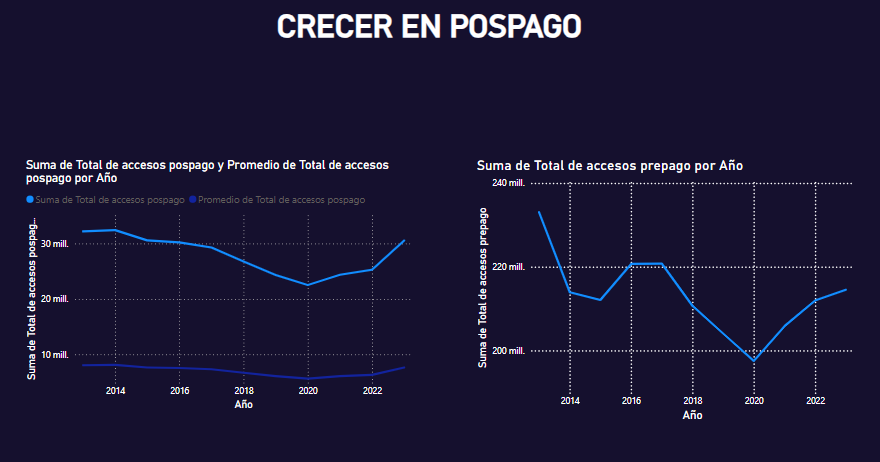 CRECER EN POSPAGO
Suma de Total de accesos pospago y Promedio de Total de accesos
pospago por Año
Suma de Total de accesos pospago Promedio de Total de accesos pospago
Suma de Total de accesos pospag...
30 mill.
20 mill.
10 mill.
2014 2016 2018 2020 2022
Año
Suma de Total de accesos prepago por Año
Suma de Total de accesos prepago
240 mill.
220 mill.
200 mill.
2014 2016 2018 2020 2022
Año